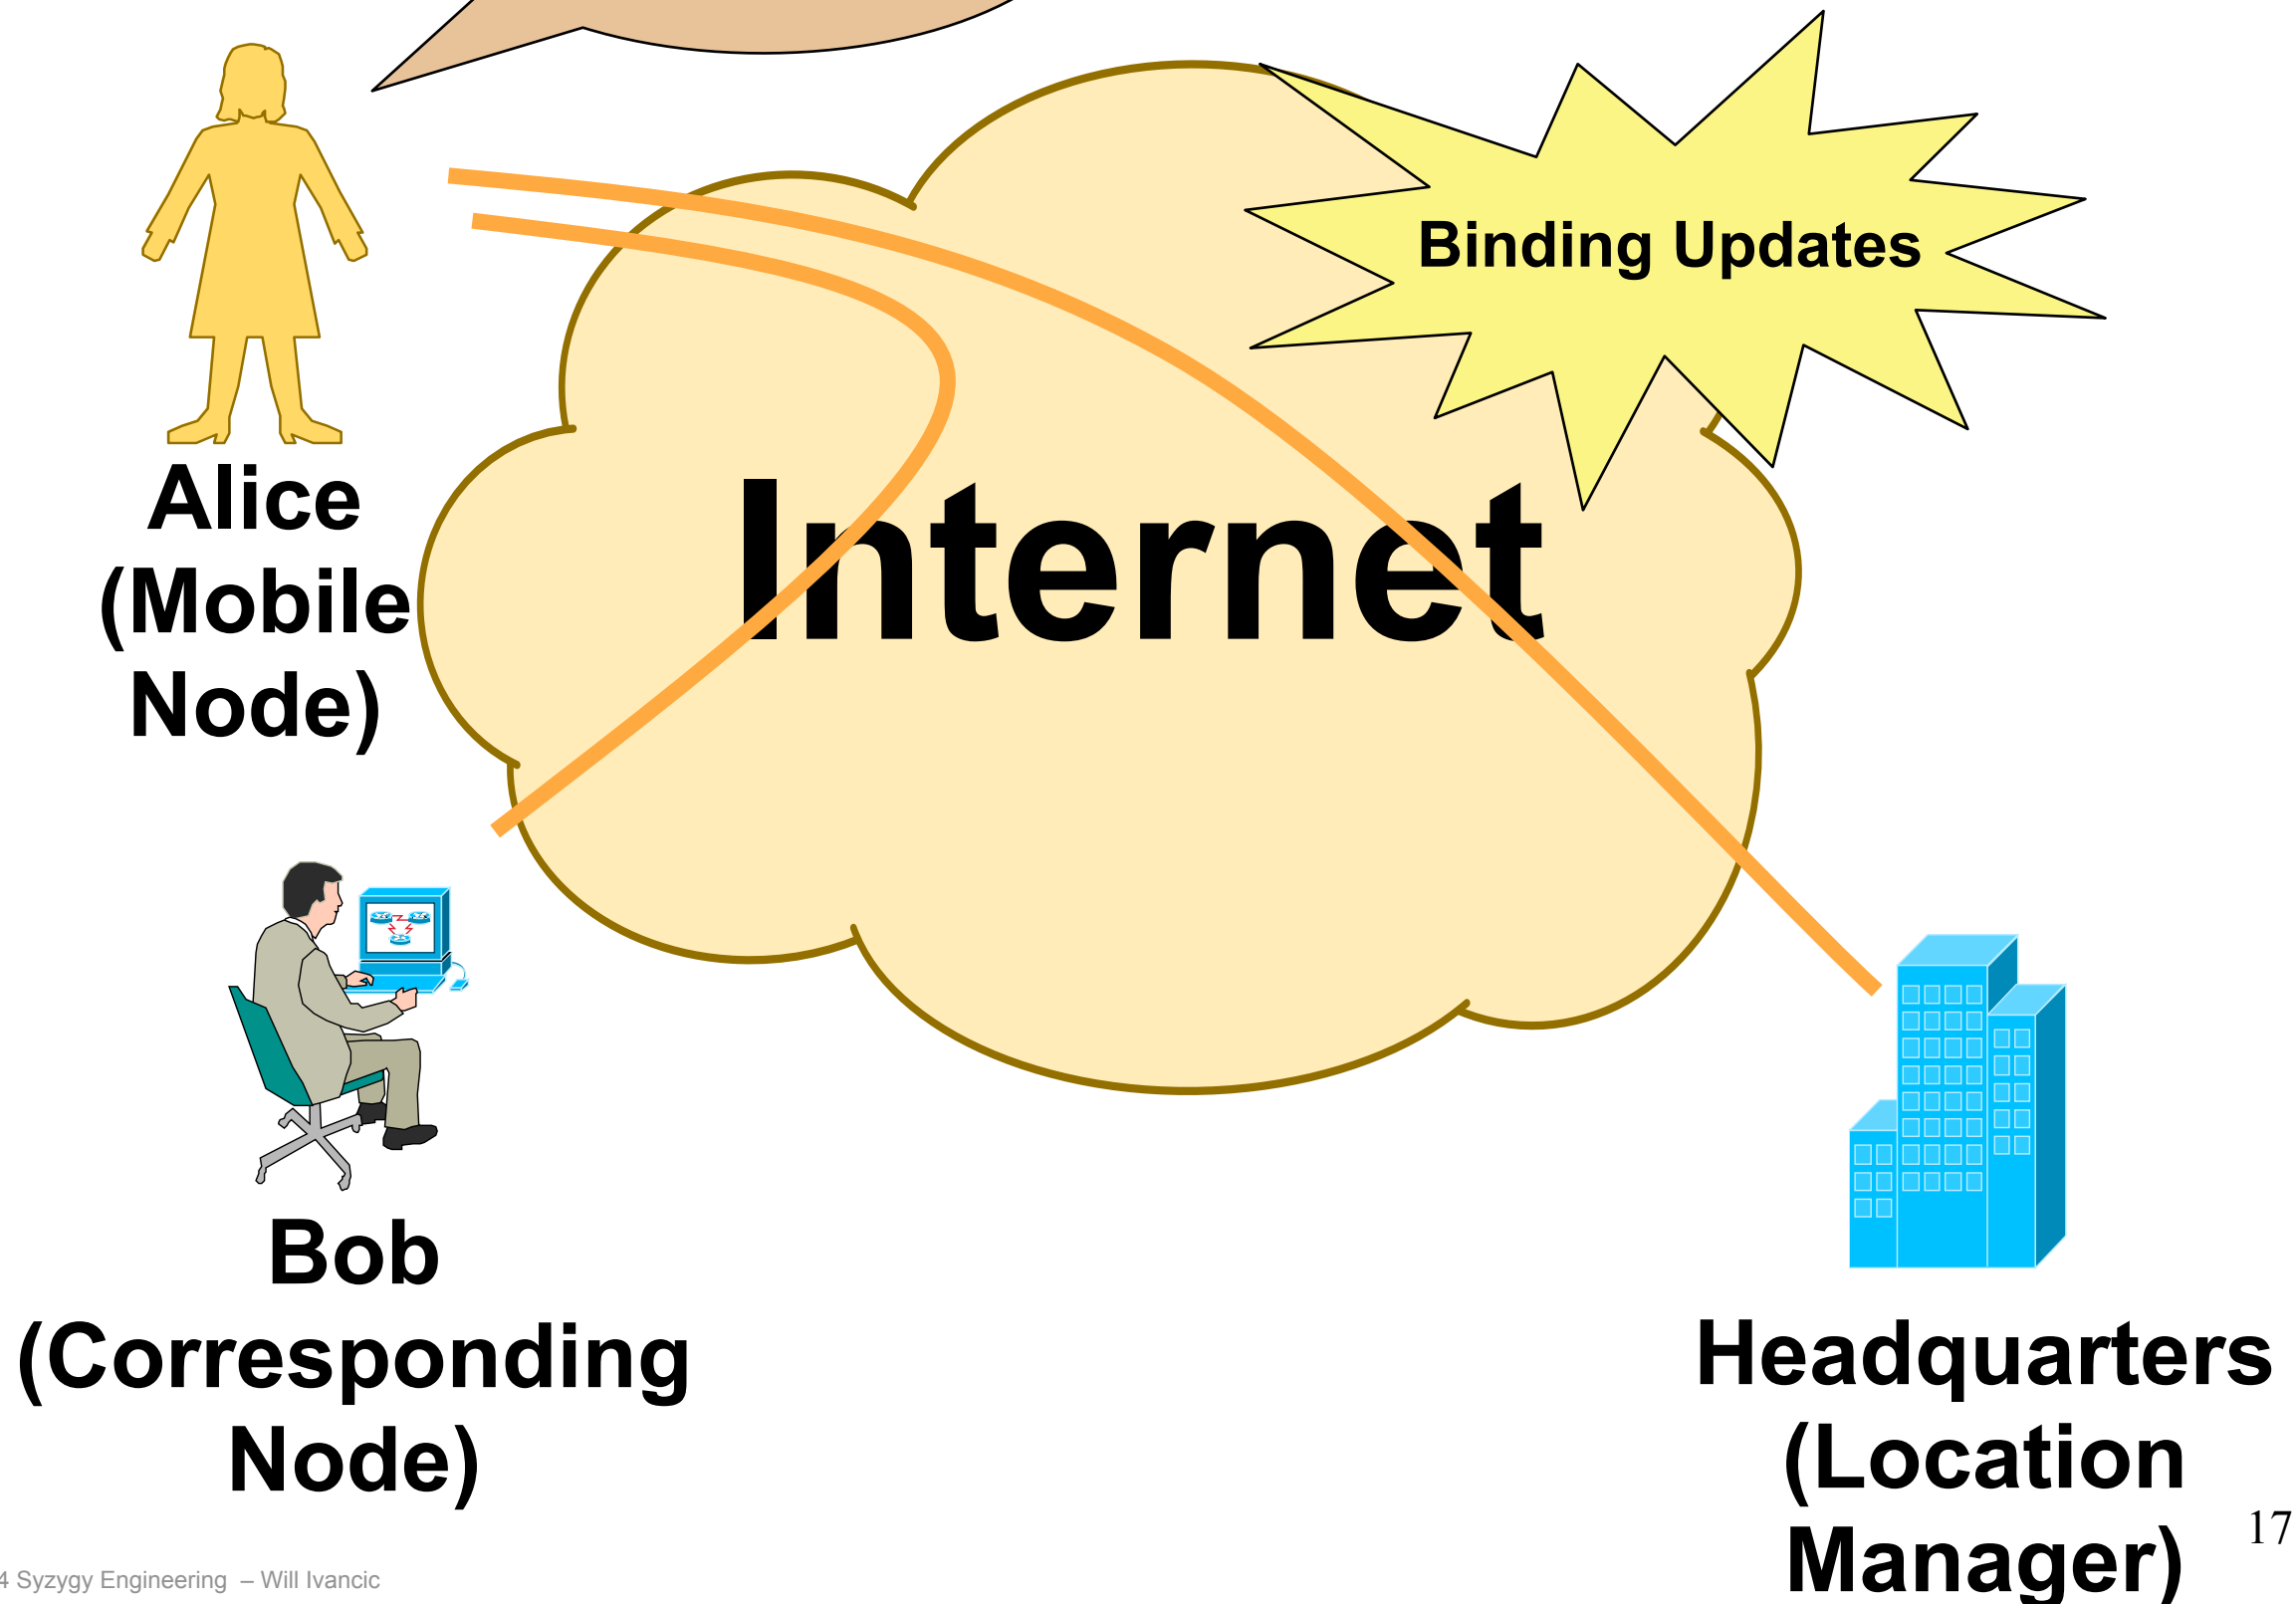 Binding Updates
Alice
(Mobile
Node)
Internet
Bob
(Corresponding
Node)
Headquarters
(Location
Manager)
17
4 Syzygy Engineering – Will Ivancic